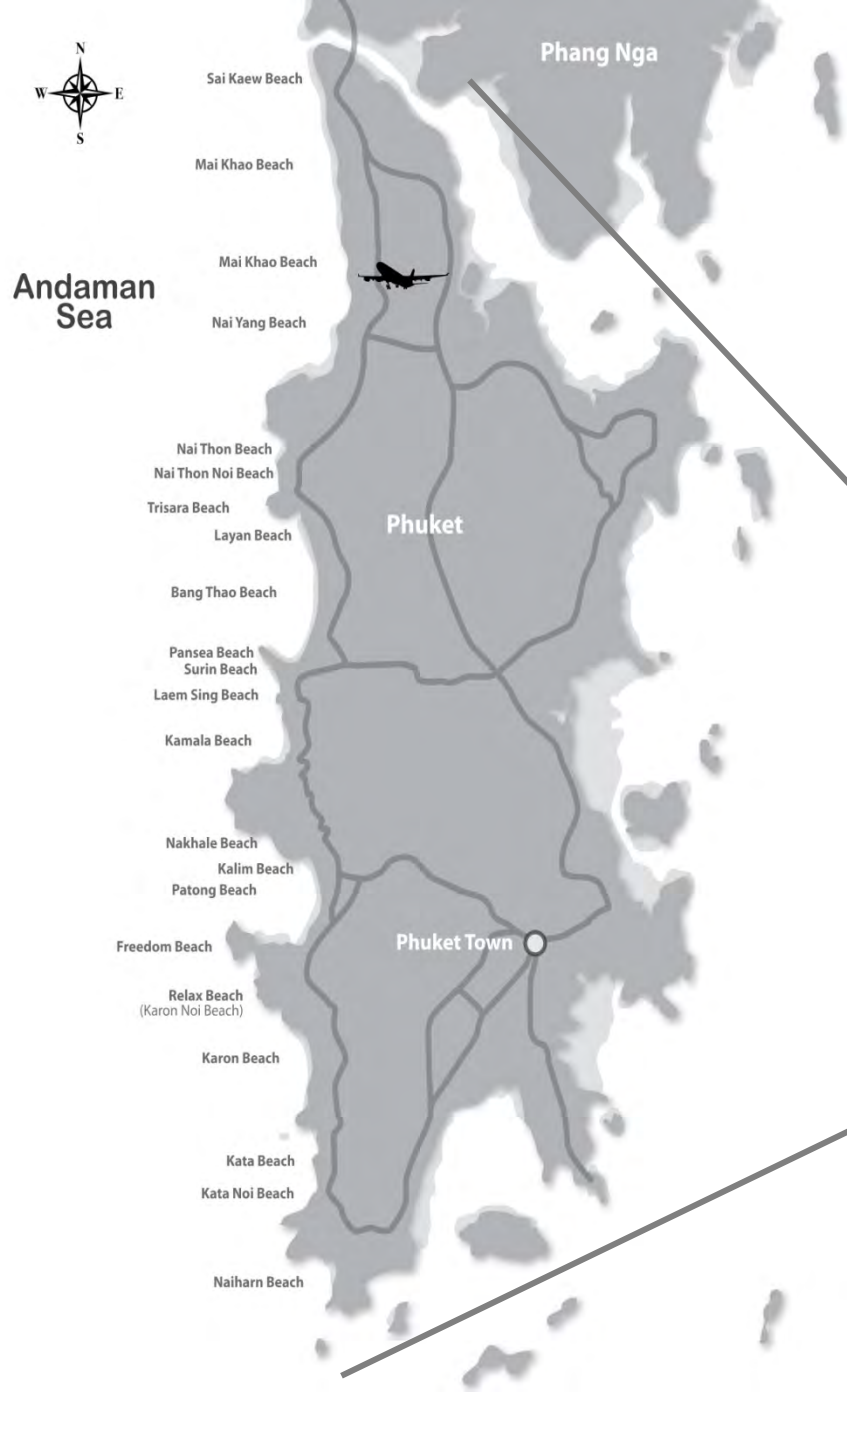 N
Phang Nga
Sai Kaew Beach
W
E
S
Mai Khao Beach
Mai Khao Beach
Andaman
Sea
Nai Yang Beach
Nai Thon Beach
Nai Thon Noi Beach
Trisara Beach
Phuket
Layan Beach
Bang Thao Beach
Pansea Beach
Surin Beach
Laem Sing Beach
Kamala Beach
Nakhale Beach
Kalim Beach
Patong Beach
Phuket Town
Freedom Beach
Relax Beach
(Karon Noi Beach)
Karon Beach
Kata Beach
Kata Noi Beach
Naiharn Beach